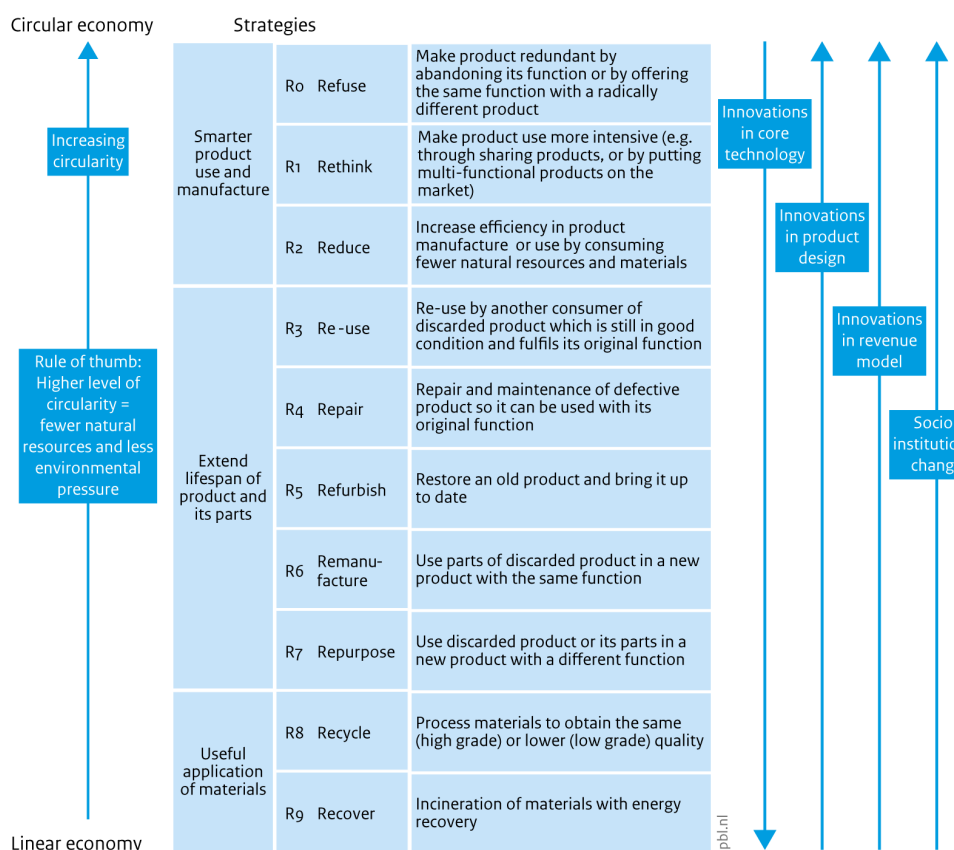 Circular economy
Strategies
Increasing
circularity
Rule of thumb:
Higher level of
circularity =
fewer natural
resources and less
environmental
pressure
Linear economy
Smarter
product
use and
manufacture
R0 Refuse
Make product redundant by
abandoning its function or by offering
the same function with a radically
different product
R1 Rethink
Make product use more intensive (e.g.
through sharing products, or by putting
multi-functional products on the
market)
R2 Reduce
Increase efficiency in product
manufacture or use by consuming
fewer natural resources and materials
Extend
lifespan of
product and
its parts
R3 Re-use
Re-use by another consumer of
discarded product which is still in good
condition and fulfils its original function
R4 Repair
Repair and maintenance of defective
product so it can be used with its
original function
R5 Refurbish
Restore an old product and bring it up
to date
R6 Remanu-
facture
Use parts of discarded product in a new
product with the same function
R7 Repurpose
Use discarded product or its parts in a
new product with a different function
Useful
application
of materials
R8 Recycle
Process materials to obtain the same
(high grade) or lower (low grade) quality
R9 Recover
Incineration of materials with energy
recovery
pbl.nl
Innovations
in core
technology
Innovations
in product
design
Innovations
in revenue
model
Socio